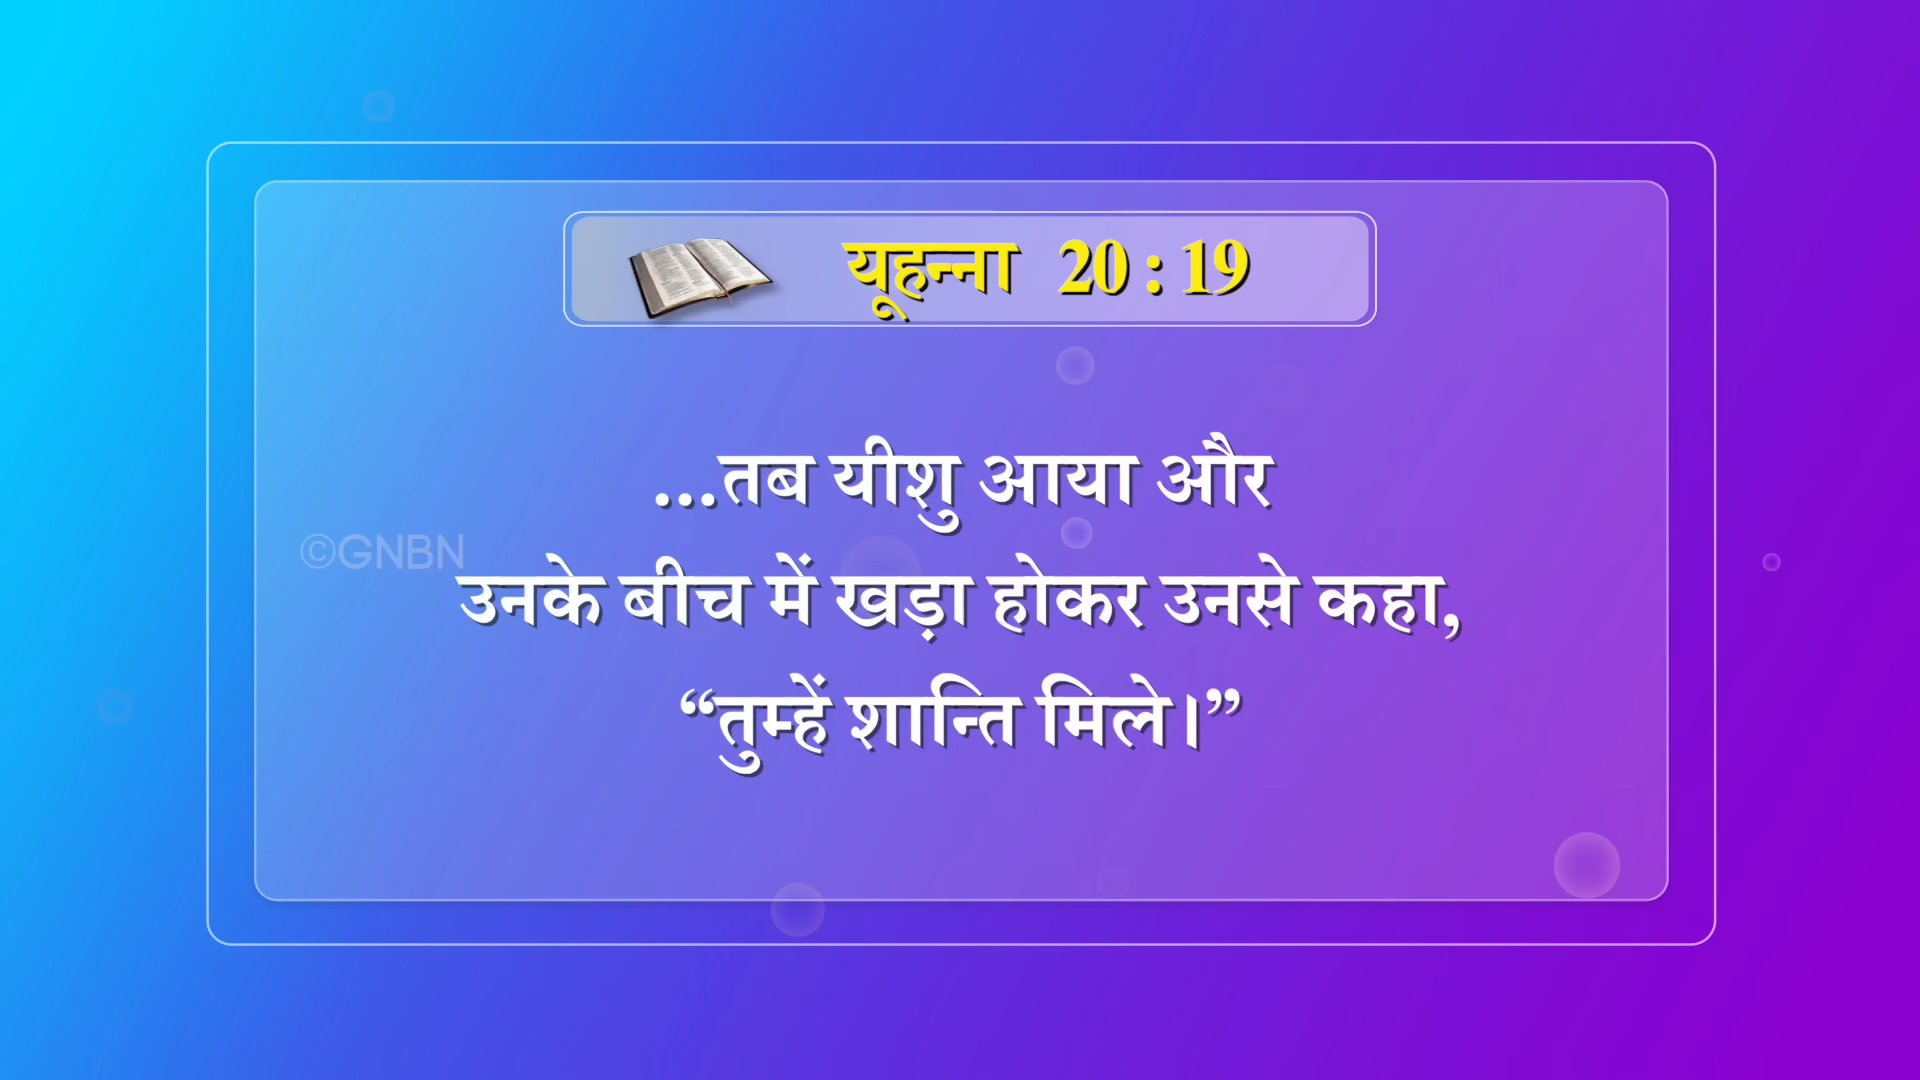 यूहन्ना 20 : 19
...तब यीशु आया और
©GNBN
उनके बीच में खड़ा होकर उनसे कहा,
“तुम्हें शान्ति मिले।”